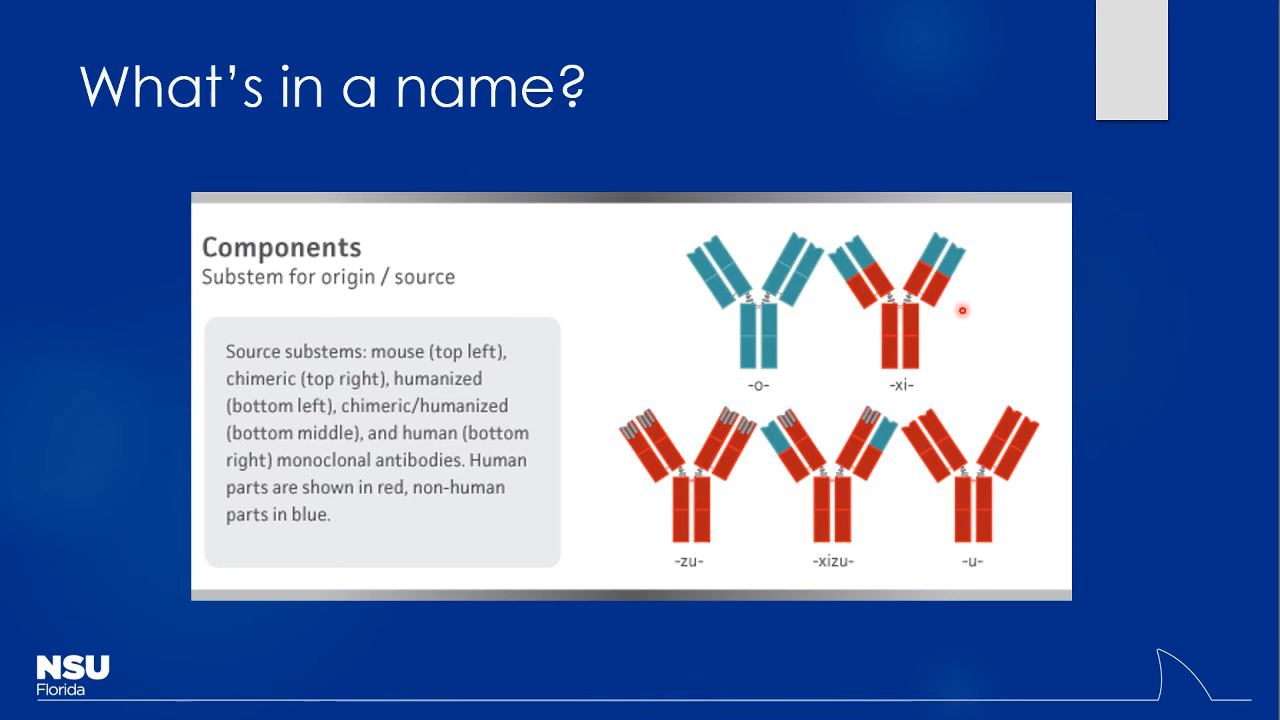 What's in a name?
Components
Substem for origin / source
Source substems: mouse (top left),
chimeric (top right), humanized
(bottom left), chimeric/humanized
(bottom middle), and human (bottom
right) monoclonal antibodies. Human
parts are shown in red, non-human
parts in blue.
-o-
-xi-
-zu-
-xizu-
-u-
NSU
Florida